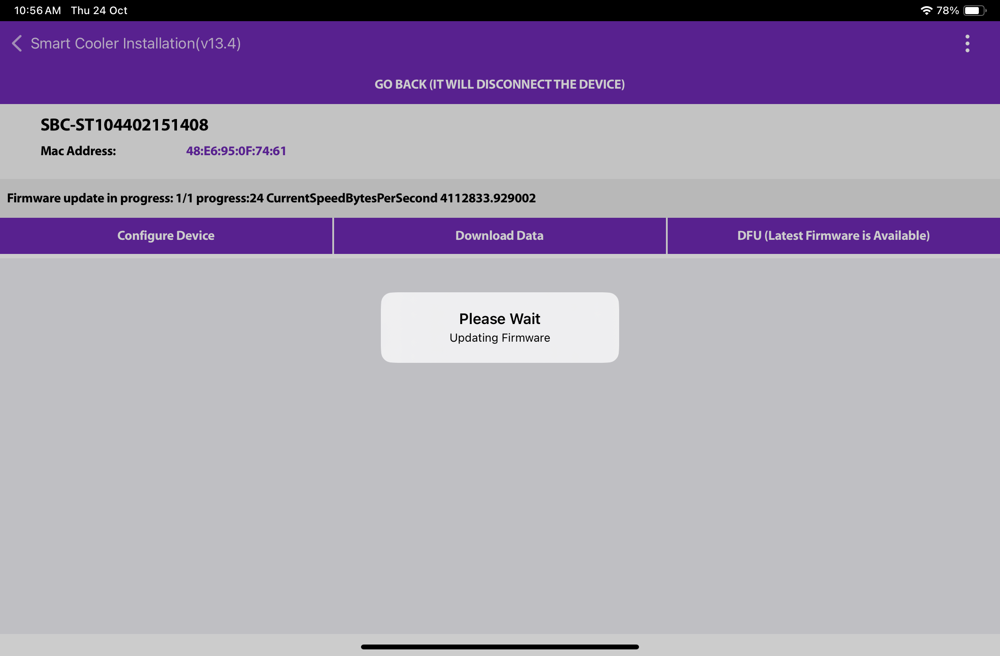 10:56 AM Thu 24 Oct 78%
Smart Cooler Installation(v13.4)
GO BACK (IT WILL DISCONNECT THE DEVICE)
SBC-ST104402151408
Mac Address: 48:E6:95:0F:74:61
Firmware update in progress: 1/1 progress:24 CurrentSpeedBytesPerSecond 4112833.929002
Configure Device Download Data DFU (Latest Firmware is Available)
Please Wait
Updating Firmware